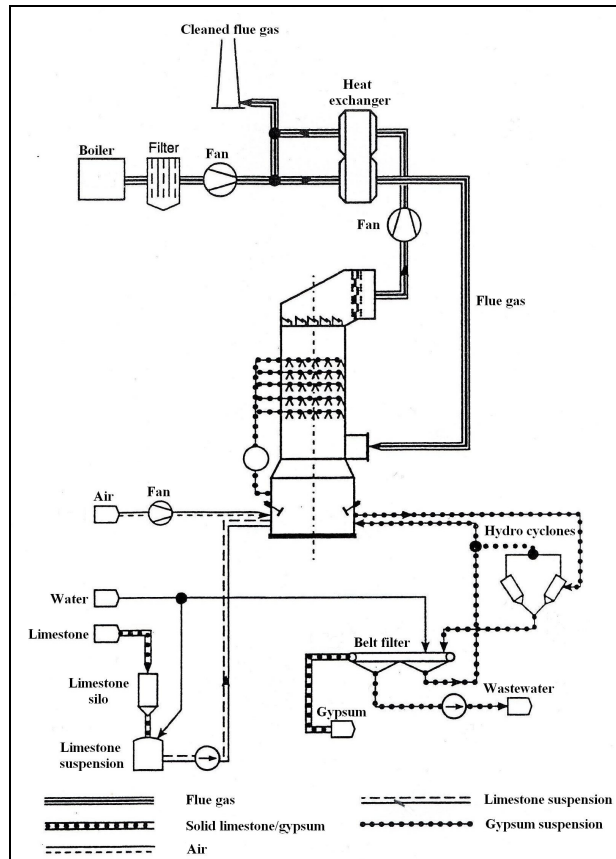 Cleaned flue gas
Heat
exchanger
Boiler
Filter
Fan
Fan
Flue gas
Air
Fan
Hydro cyclones
Water
Limestone
Belt filter
Limestone
silo
Wastewater
Gypsum
Limestone
suspension
Flue gas
Limestone suspension
Solid limestone/gypsum
Gypsum suspension
Air